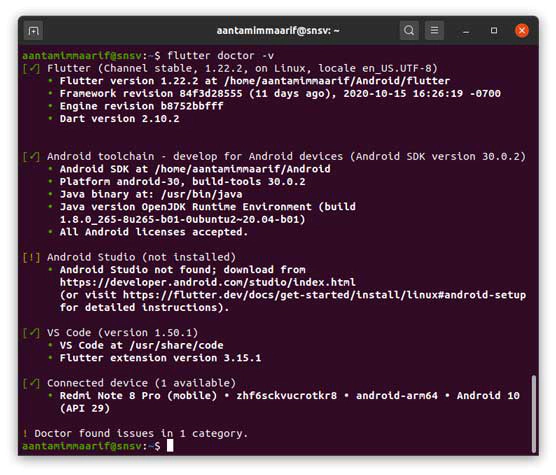 aantamimmaarif@snsv: ~
aantamimmaarif@snsv:~$ flutter doctor -v
[✓] Flutter (Channel stable, 1.22.2, on Linux, locale en_US.UTF-8)
• Flutter version 1.22.2 at /home/aantamimmaarif/Android/flutter
• Framework revision 84f3d28555 (11 days ago), 2020-10-15 16:26:19 -0700
• Engine revision b8752bbfff
• Dart version 2.10.2
[✓] Android toolchain - develop for Android devices (Android SDK version 30.0.2)
• Android SDK at /home/aantamimmaarif/Android
• Platform android-30, build-tools 30.0.2
• Java binary at: /usr/bin/java
• Java version OpenJDK Runtime Environment (build
1.8.0_265-8u265-b01-0ubuntu2~20.04-b01)
• All Android licenses accepted.
[!] Android Studio (not installed)
• Android Studio not found; download from
https://developer.android.com/studio/index.html
(or visit https://flutter.dev/docs/get-started/install/linux#android-setup
for detailed instructions).
[✓] VS Code (version 1.50.1)
• VS Code at /usr/share/code
• Flutter extension version 3.15.1
[✓] Connected device (1 available)
• Redmi Note 8 Pro (mobile) • zhf6sckvucrotkr8 • android-arm64 • Android 10
(API 29)
! Doctor found issues in 1 category.
aantamimmaarif@snsv:~$